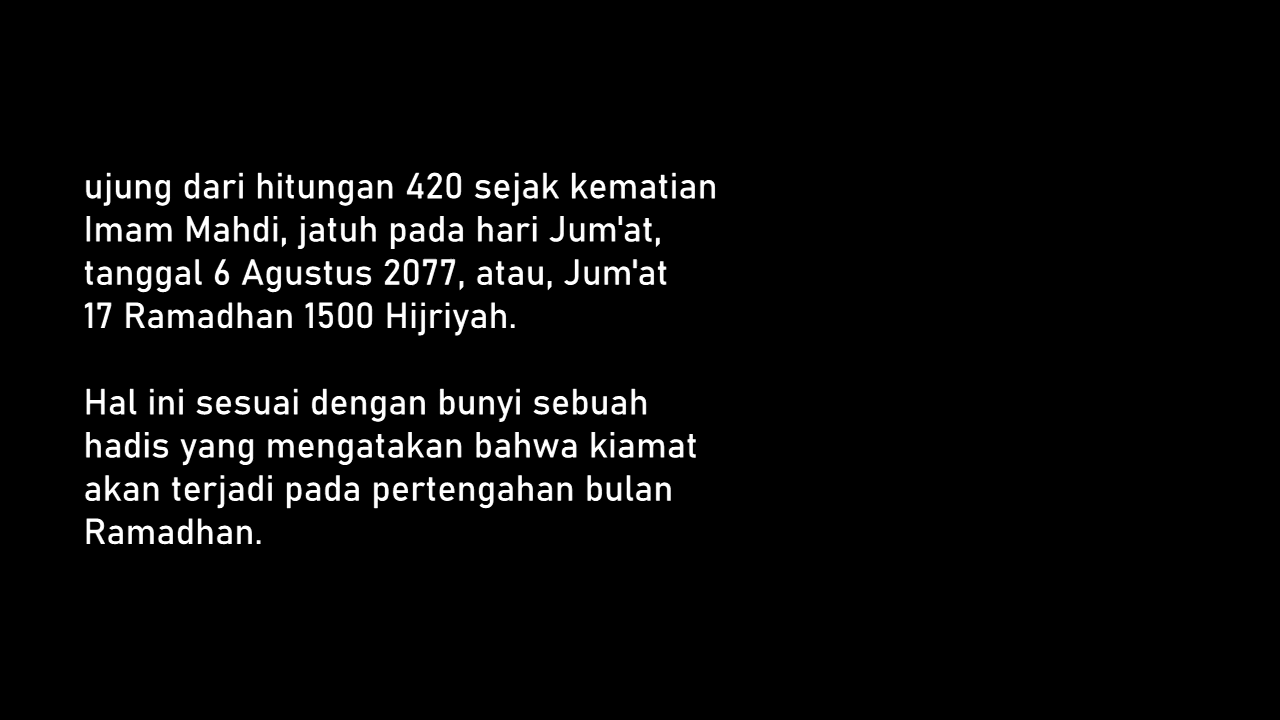 ujung dari hitungan 420 sejak kematian
Imam Mahdi, jatuh pada hari Jum'at,
tanggal 6 Agustus 2077, atau, Jum'at
17 Ramadhan 1500 Hijriyah.
Hal ini sesuai dengan bunyi sebuah
hadis yang mengatakan bahwa kiamat
akan terjadi pada pertengahan bulan
Ramadhan.